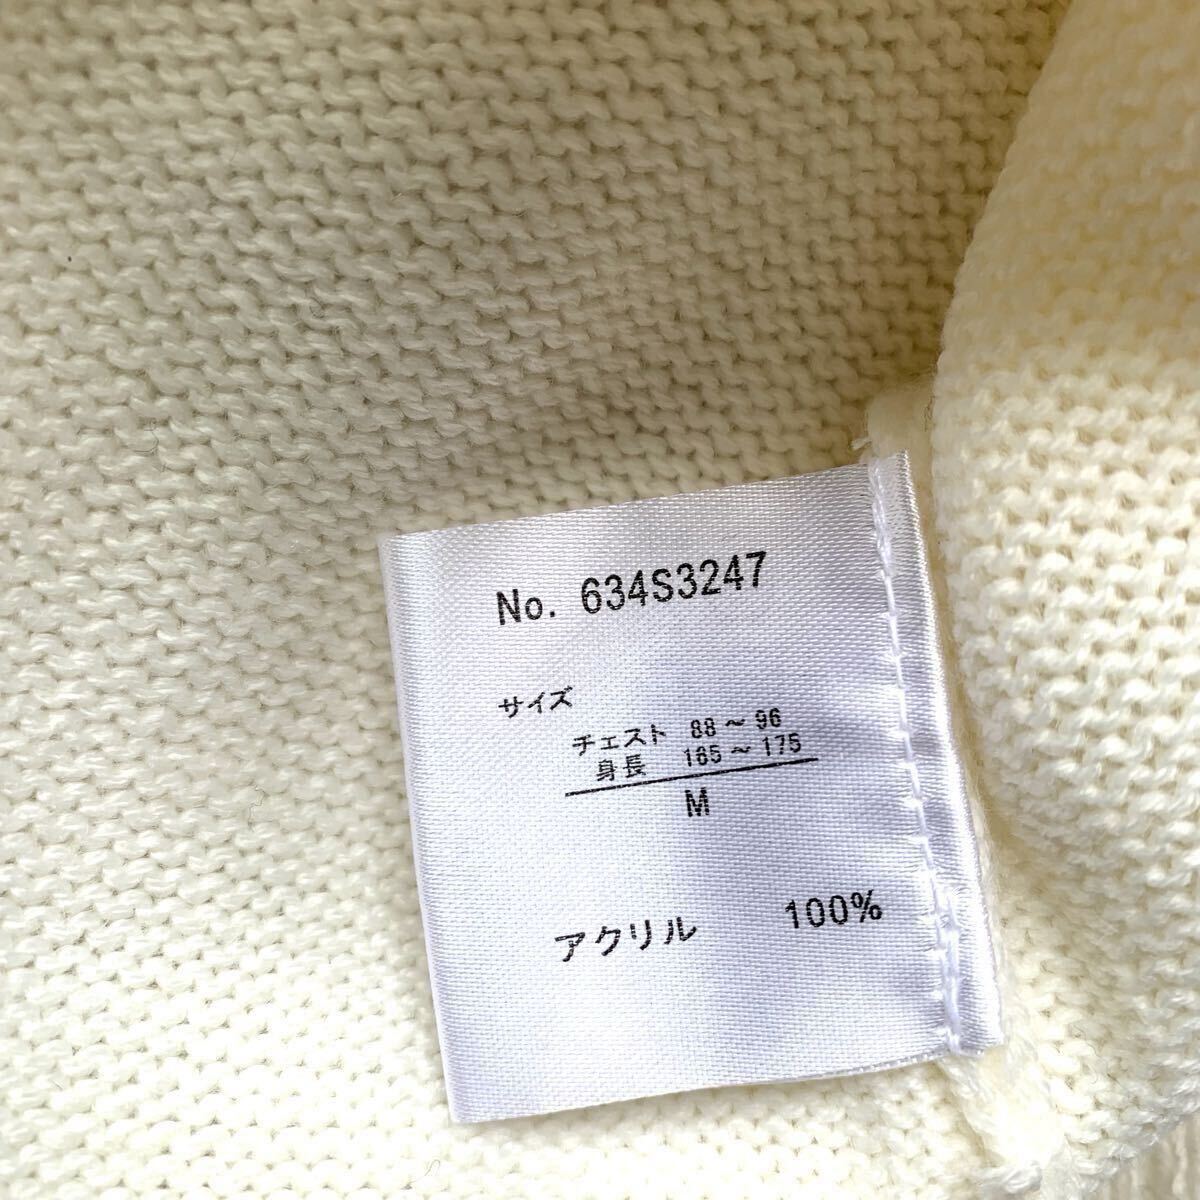 No. 634S3247
サイズ
チェスト 88～96
身長 165～175
M
アクリル 100%